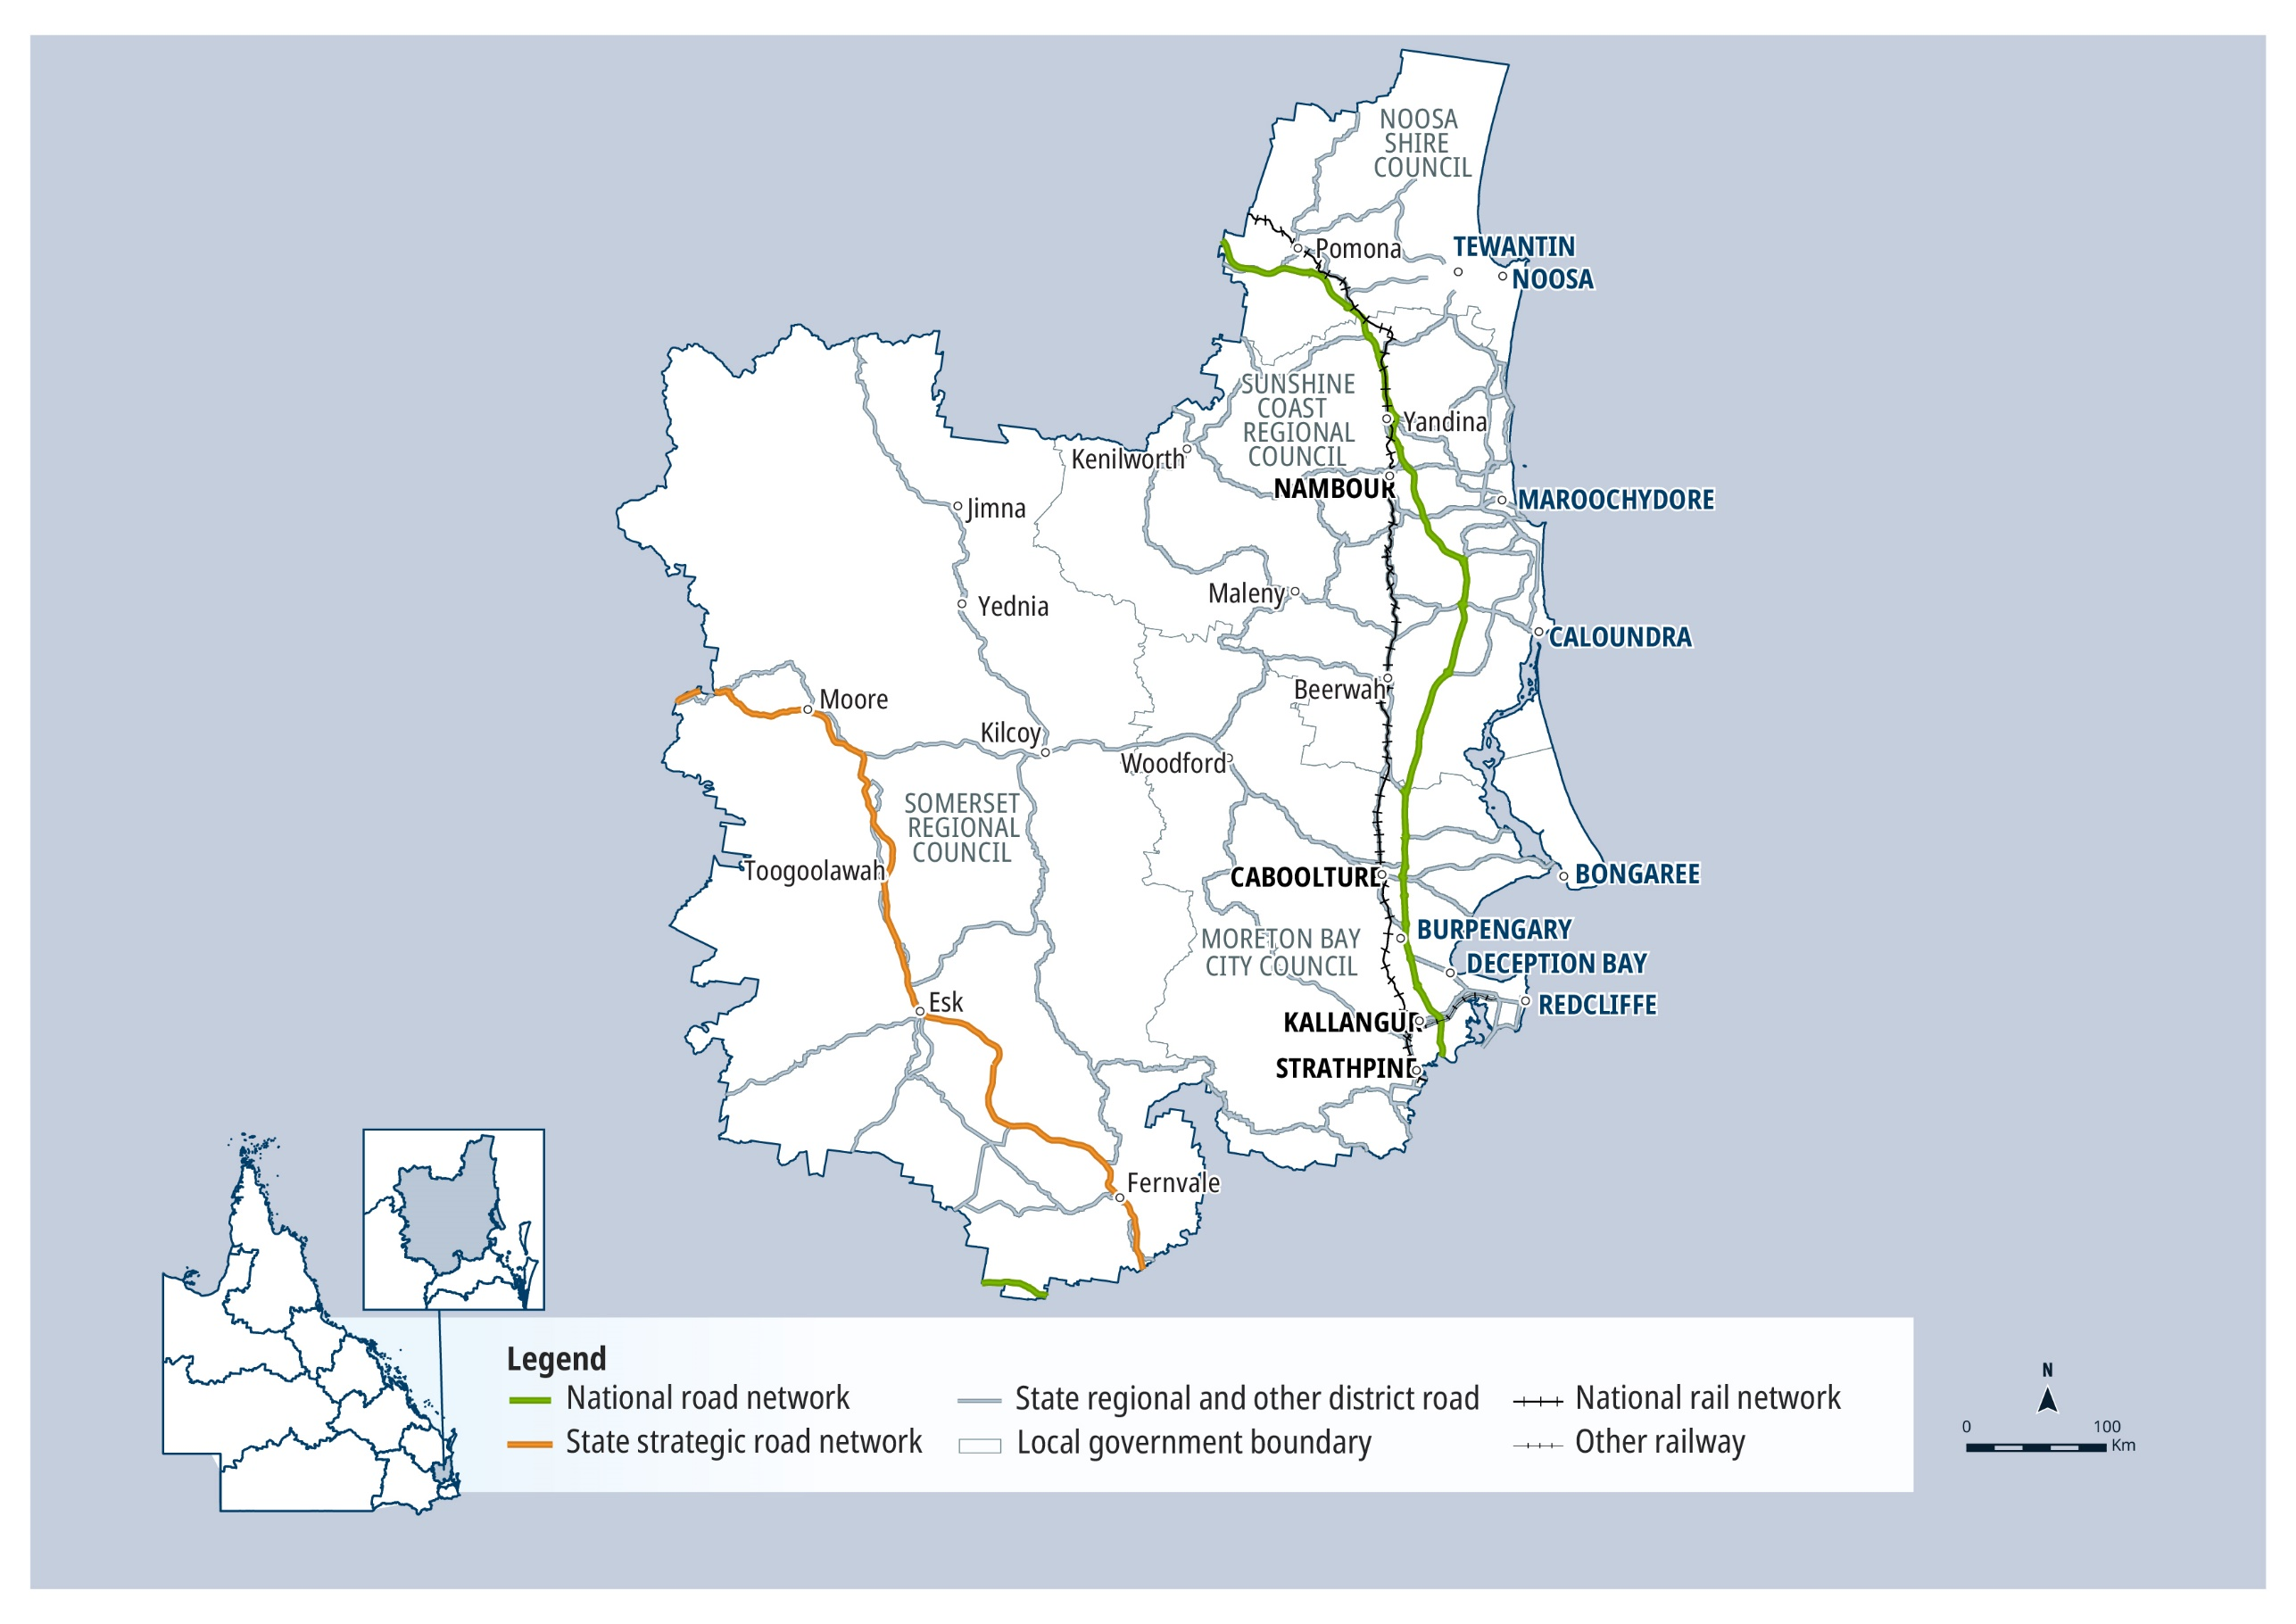 NOOSA
SHIRE
COUNCIL
Pomona
TEWANTIN
NOOSA
SUNSHINE
COAST
REGIONAL
COUNCIL
Yandina
Kenilworth
NAMBOUR
MAROOCHYDORE
Jimna
Maleny
Yednia
CALOUNDRA
Beerwah
Moore
Kilcoy
Woodford
SOMERSET
REGIONAL
COUNCIL
Toogoolawah
CABOOLTURE
BONGAREE
BURPENGARY
MORETON BAY
CITY COUNCIL
DECEPTION BAY
Esk
REDCLIFFE
KALLANGUR
STRATHPINE
Fernvale
Legend
National road network
State strategic road network
State regional and other district road
Local government boundary
National rail network
Other railway
N
0 100
Km